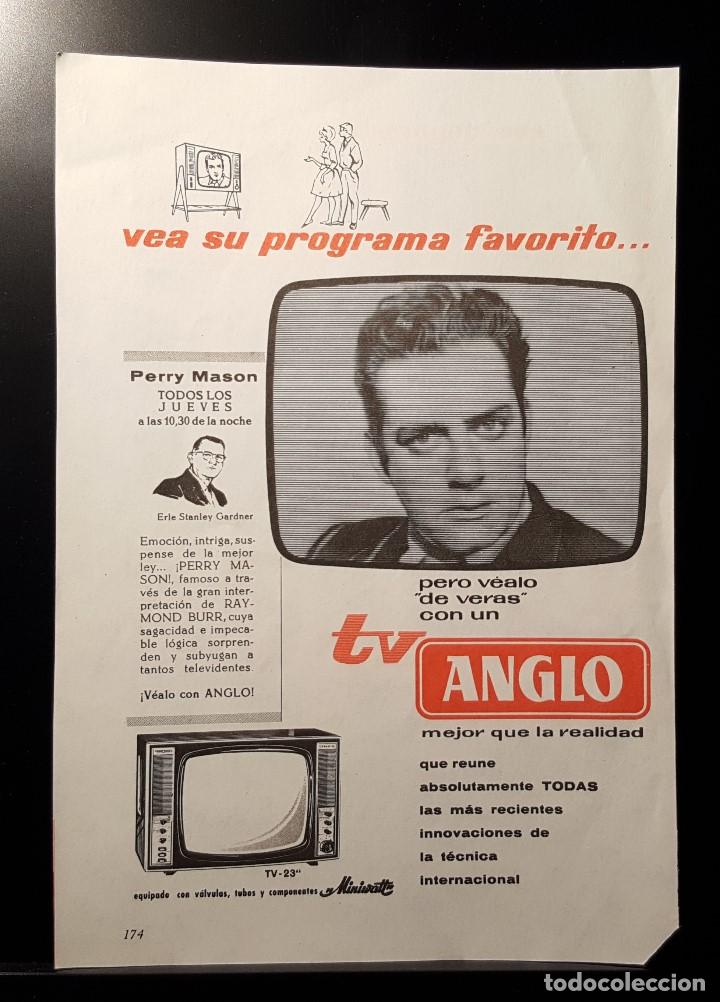 vea su programa favorito...
Perry Mason
TODOS LOS
JUEVES
a las 10,30 de la noche
Erle Stanley Gardner
Emoción, intriga, sus-
pense de la mejor
ley... ¡PERRY MA-
SON!, famoso a tra-
vés de la gran inter-
pretación de RAY-
MOND BURR, cuya
sagacidad e impeca-
ble lógica sorpren-
den y subyugan a
tantos televidentes.
¡Véalo con ANGLO!
pero véalo
"de veras"
con un
tv ANGLO
mejor que la realidad
que reune
absolutamente TODAS
las más recientes
innovaciones de
la técnica
internacional
TV-23"
equipado con válvulas, tubos y componentes Miniwatt
174
todocoleccion